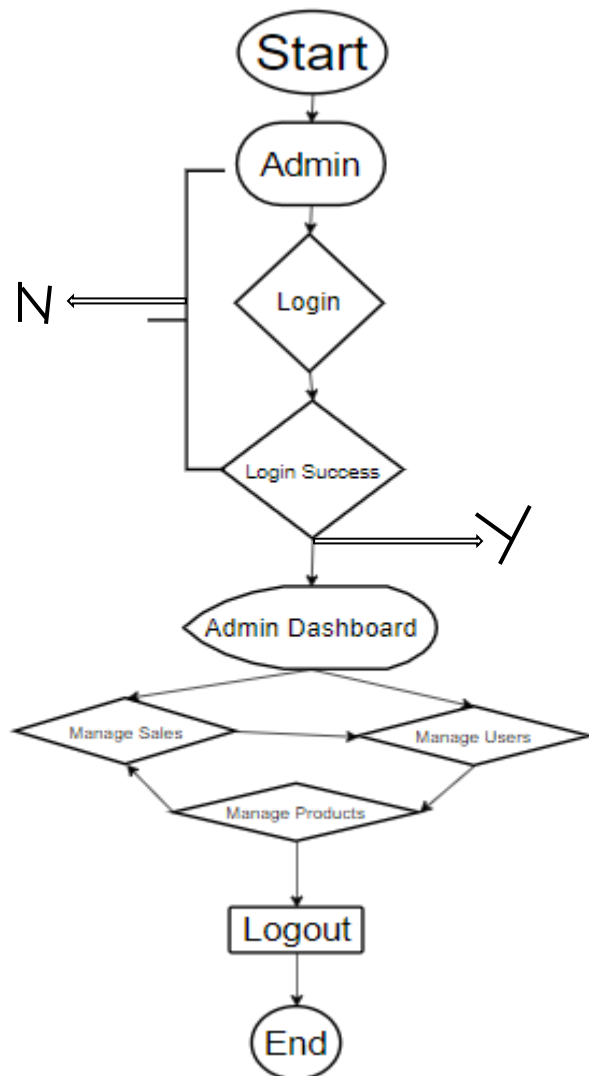 Start
Admin
N
Login
Login Success
Y
Admin Dashboard
Manage Sales
Manage Users
Manage Products
Logout
End